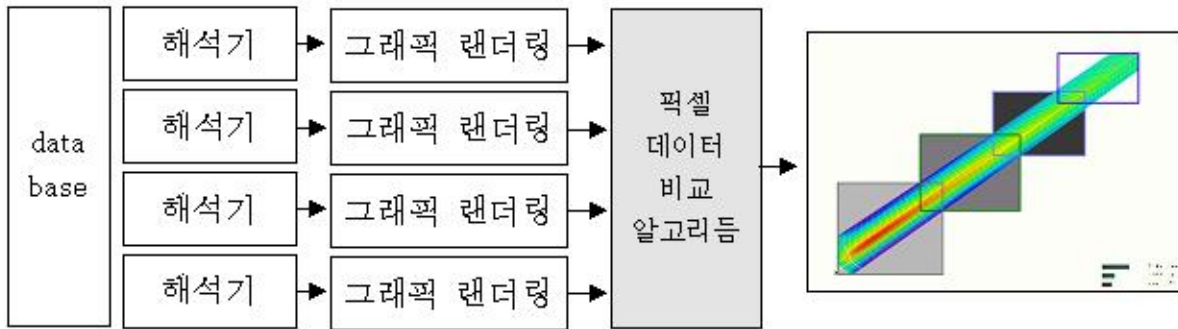 data
base
해석기
그래픽 랜더링
해석기
그래픽 랜더링
해석기
그래픽 랜더링
해석기
그래픽 랜더링
픽셀
데이터
비교
알고리듬